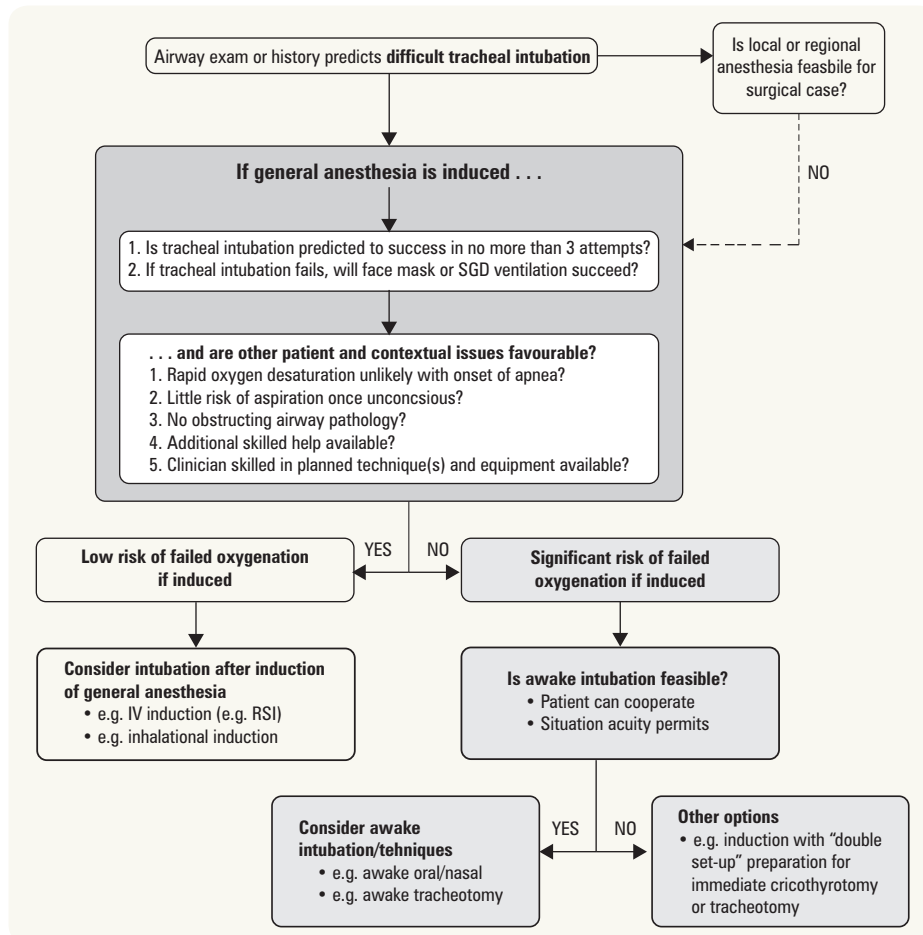 Airway exam or history predicts difficult tracheal intubation
Is local or regional
anesthesia feasbile for
surgical case?
NO
If general anesthesia is induced . . .
1. Is tracheal intubation predicted to success in no more than 3 attempts?
2. If tracheal intubation fails, will face mask or SGD ventilation succeed?
. . . and are other patient and contextual issues favourable?
1. Rapid oxygen desaturation unlikely with onset of apnea?
2. Little risk of aspiration once unconcsious?
3. No obstructing airway pathology?
4. Additional skilled help available?
5. Clinician skilled in planned technique(s) and equipment available?
YES
NO
Low risk of failed oxygenation
if induced
Significant risk of failed
oxygenation if induced
Consider intubation after induction
of general anesthesia
• e.g. IV induction (e.g. RSI)
• e.g. inhalational induction
Is awake intubation feasible?
• Patient can cooperate
• Situation acuity permits
YES
NO
Consider awake
intubation/tehniques
• e.g. awake oral/nasal
• e.g. awake tracheotomy
Other options
• e.g. induction with “double
set-up” preparation for
immediate cricothyrotomy
or tracheotomy